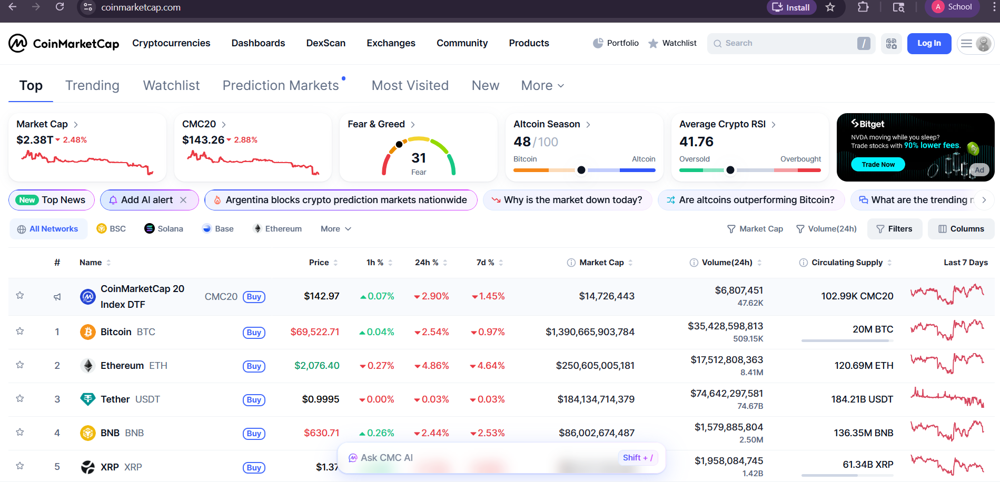 coinmarketcap.com Install A School
CoinMarketCap Cryptocurrencies Dashboards DexScan Exchanges Community Products Portfolio Watchlist Search / Log In
Top Trending Watchlist Prediction Markets Most Visited New More
Market Cap
$2.38T 2.48%
CMC20
$143.26 2.88%
Fear & Greed
31
Fear
Altcoin Season
48/100
Bitcoin Altcoin
Average Crypto RSI
41.76
Oversold Overbought
Bitget
NVDA moving while you sleep?
Trade stocks with 90% lower fees.
Trade Now
Ad
New Top News Add AI alert Argentina blocks crypto prediction markets nationwide Why is the market down today? Are altcoins outperforming Bitcoin? What are the trending
All Networks BSC Solana Base Ethereum More Market Cap Volume(24h) Filters Columns
# Name Price 1h % 24h % 7d % Market Cap Volume(24h) Circulating Supply Last 7 Days
CoinMarketCap 20 Index DTF CMC20 Buy $142.97 0.07% 2.90% 1.45% $14,726,443 $6,807,451 47.62K 102.99K CMC20
1 Bitcoin BTC Buy $69,522.71 0.04% 2.54% 0.97% $1,390,665,903,784 $35,428,598,813 509.15K 20M BTC
2 Ethereum ETH Buy $2,076.40 0.27% 4.86% 4.64% $250,605,005,181 $17,512,808,363 8.41M 120.69M ETH
3 Tether USDT Buy $0.9995 0.00% 0.03% 0.03% $184,134,714,379 $74,642,297,581 74.67B 184.21B USDT
4 BNB BNB Buy $630.71 0.26% 2.44% 2.53% $86,002,674,487 $1,579,885,804 2.50M 136.35M BNB
5 XRP XRP Buy $1.37 $1,958,084,745 1.42B 61.34B XRP
Ask CMC AI Shift + /